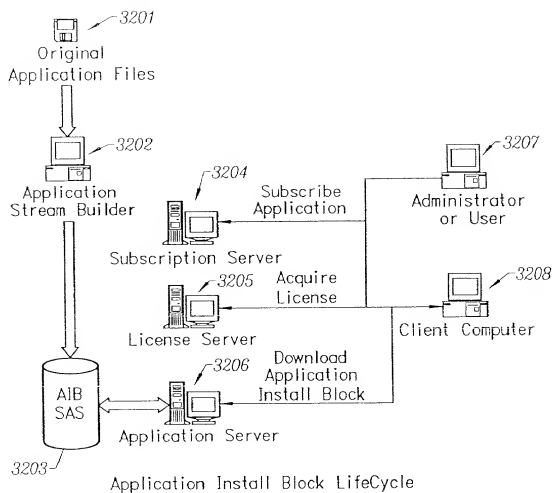 3201
Original
Application Files
3202
Application
Stream Builder
3204
Subscribe
Application
Subscription Server
3207
Administrator
or User
3205
Acquire
License
License Server
3208
Client Computer
3206
Download
Application
Install Block
Application Server
AIB
SAS
3203
Application Install Block LifeCycle